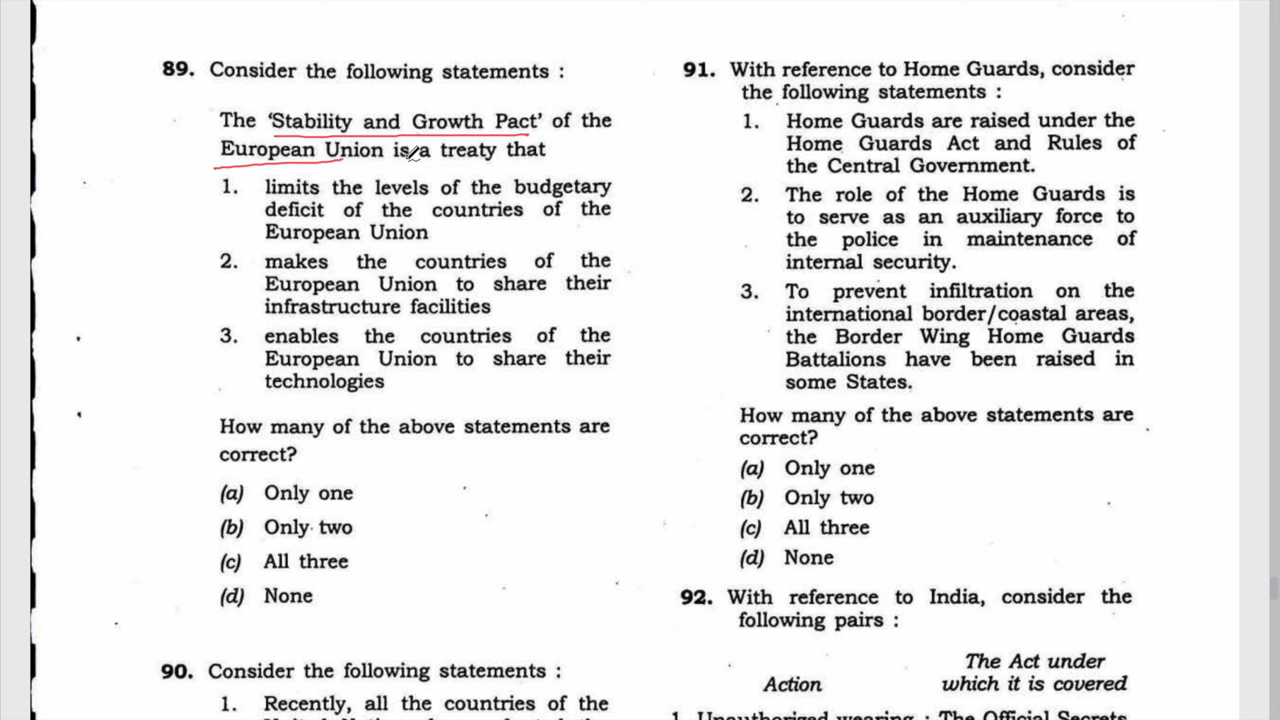 89. Consider the following statements :
The ‘Stability and Growth Pact’ of the
European Union is a treaty that
1. limits the levels of the budgetary
deficit of the countries of the
European Union
2. makes the countries of the
European Union to share their
infrastructure facilities
3. enables the countries of the
European Union to share their
technologies
How many of the above statements are
correct?
(a) Only one
(b) Only two
(c) All three
(d) None
90. Consider the following statements :
1. Recently, all the countries of the
91. With reference to Home Guards, consider
the following statements :
1. Home Guards are raised under the
Home Guards Act and Rules of
the Central Government.
2. The role of the Home Guards is
to serve as an auxiliary force to
the police in maintenance of
internal security.
3. To prevent infiltration on the
international border/coastal areas,
the Border Wing Home Guards
Battalions have been raised in
some States.
How many of the above statements are
correct?
(a) Only one
(b) Only two
(c) All three
(d) None
92. With reference to India, consider the
following pairs :
Action
The Act under
which it is covered
1. Unauthorized wearing : The Official Secrets